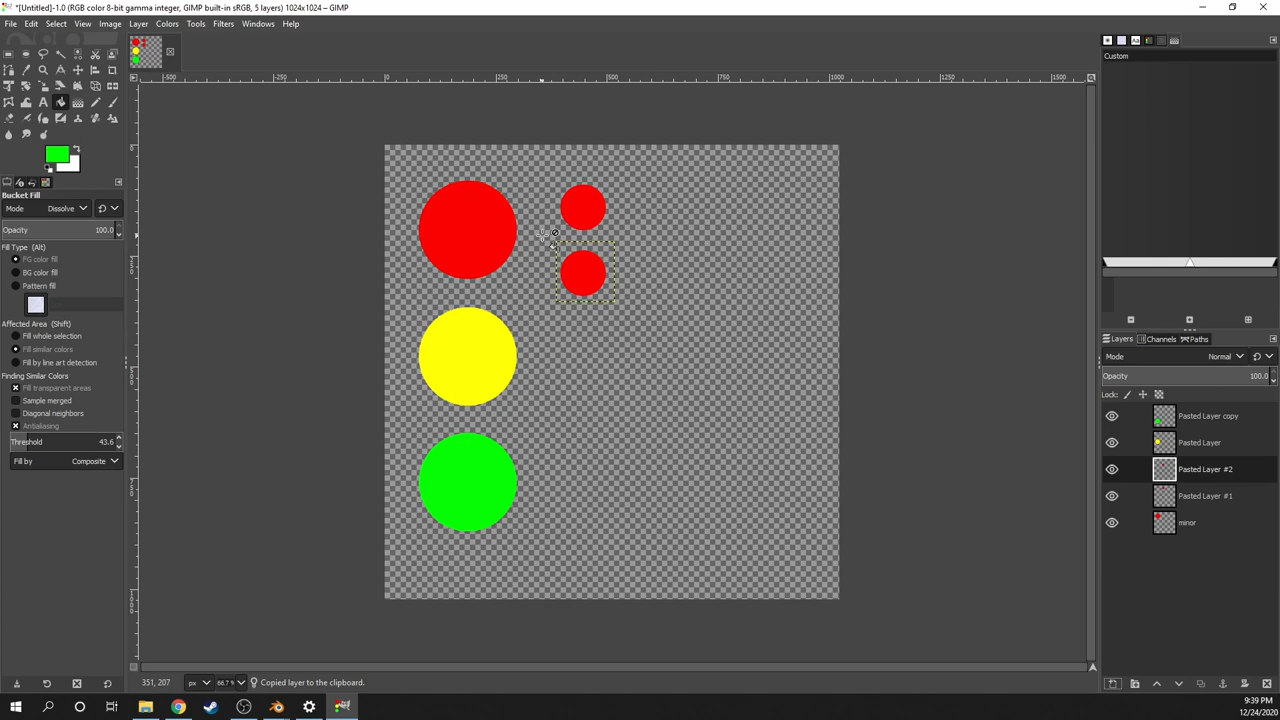 *[Untitled]-1.0 (RGB color 8-bit gamma integer, GIMP built-in sRGB, 5 layers) 1024x1024 – GIMP
File Edit Select View Image Layer Colors Tools Filters Windows Help
Custom
-500 -250 0 250 500 750 1000 1500
Bucket Fill
Mode Dissolve
Opacity 100.0
Fill Type (Alt)
FG color fill
BG color fill
Pattern fill
Affected Area (Shift)
Fill whole selection
Fill similar colors
Fill by line art detection
Finding Similar Colors
Fill transparent areas
Sample merged
Diagonal neighbors
Antialiasing
Threshold 43.6
Fill by Composite
Layers Channels Paths
Mode Normal
Opacity 100.0
Lock:
Pasted Layer copy
Pasted Layer
Pasted Layer #2
Pasted Layer #1
minor
351, 207 px 66.7 % Copied layer to the clipboard.
9:39 PM
12/24/2020